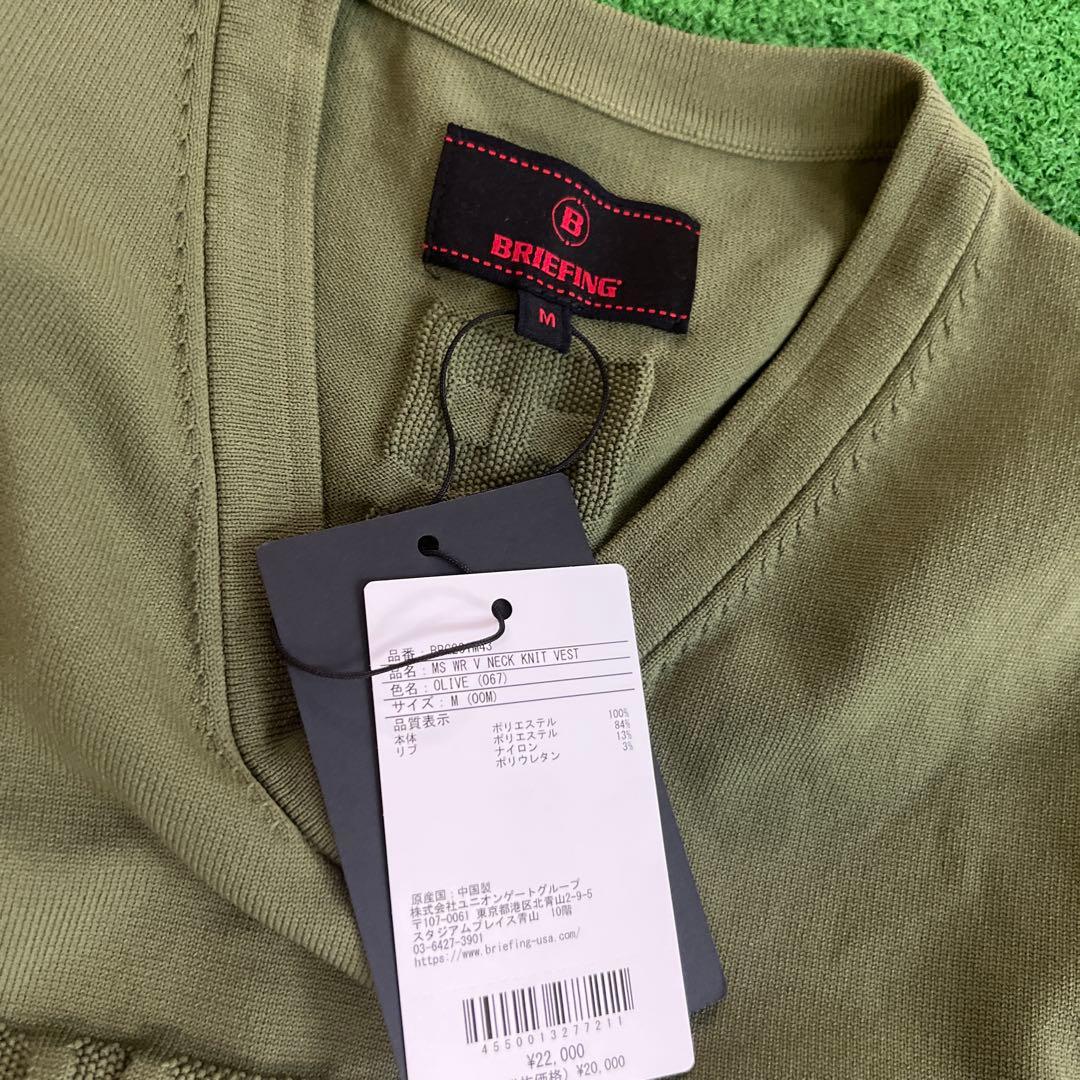 B
BRIEFING
M
品番: BRG231M43
品名: MS WR V NECK KNIT VEST
色名: OLIVE (067)
サイズ: M (00M)
品質表示
本体 ポリエステル 100%
リブ ポリエステル 84%
ナイロン 13%
ポリウレタン 3%
原産国: 中国製
株式会社ユニオンゲートグループ
〒107-0061 東京都港区北青山2-9-5
スタジアムプレイス青山 10階
03-6427-3901
https://www.briefing-usa.com/
4550013277211
¥22,000
¥20,000